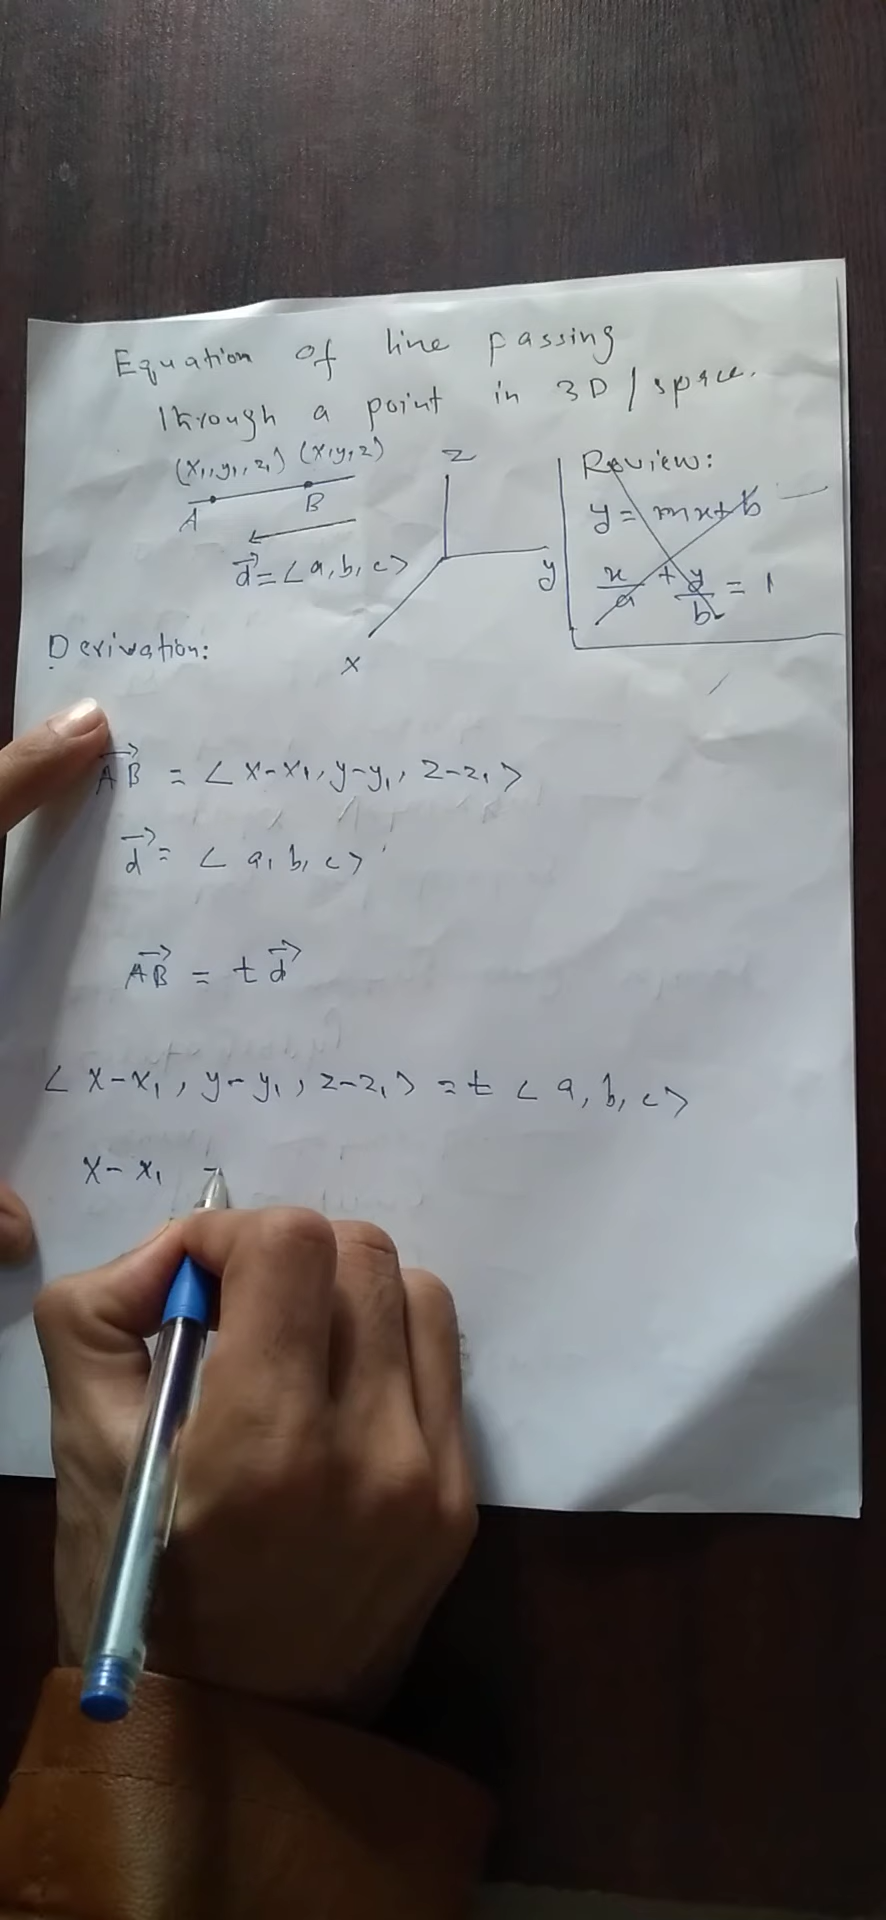 Equation of line passing
through a point in 3D / space.
(x₁, y₁, z₁) (x, y, z)
A B
d⃗ = < a, b, c >
z
y
x
Review:
y = mx + b
x/a + y/b = 1
Derivation:
AB⃗ = < x-x₁, y-y₁, z-z₁ >
d⃗ = < a, b, c >
AB⃗ = t d⃗
< x-x₁, y-y₁, z-z₁ > = t < a, b, c >
x - x₁ -